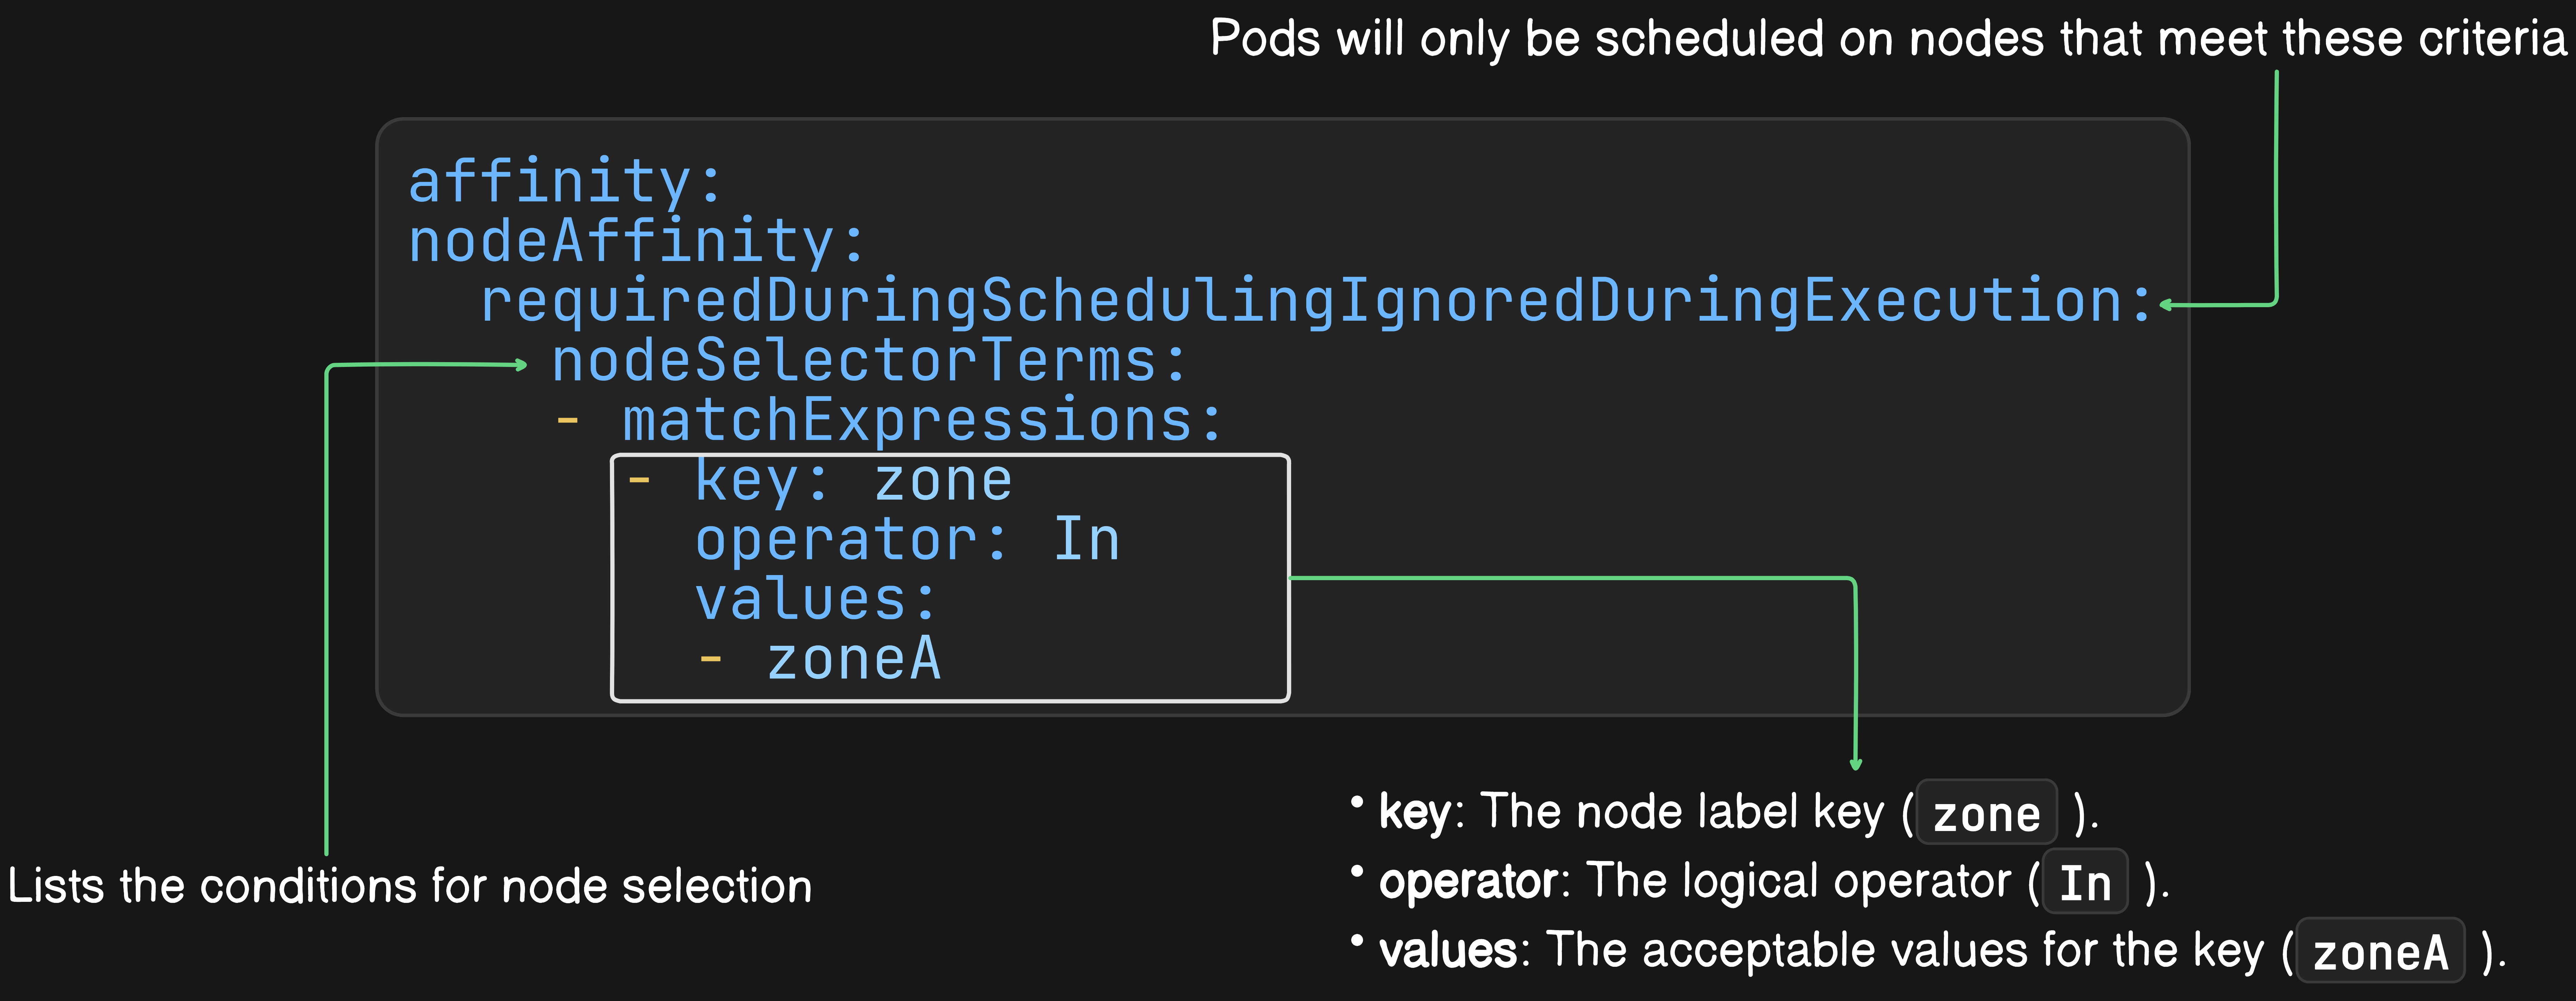 Pods will only be scheduled on nodes that meet these criteria
affinity:
nodeAffinity:
  requiredDuringSchedulingIgnoredDuringExecution:
    nodeSelectorTerms:
    - matchExpressions:
      - key: zone
        operator: In
        values:
        - zoneA
Lists the conditions for node selection
• key: The node label key ( zone ).
• operator: The logical operator ( In ).
• values: The acceptable values for the key ( zoneA ).